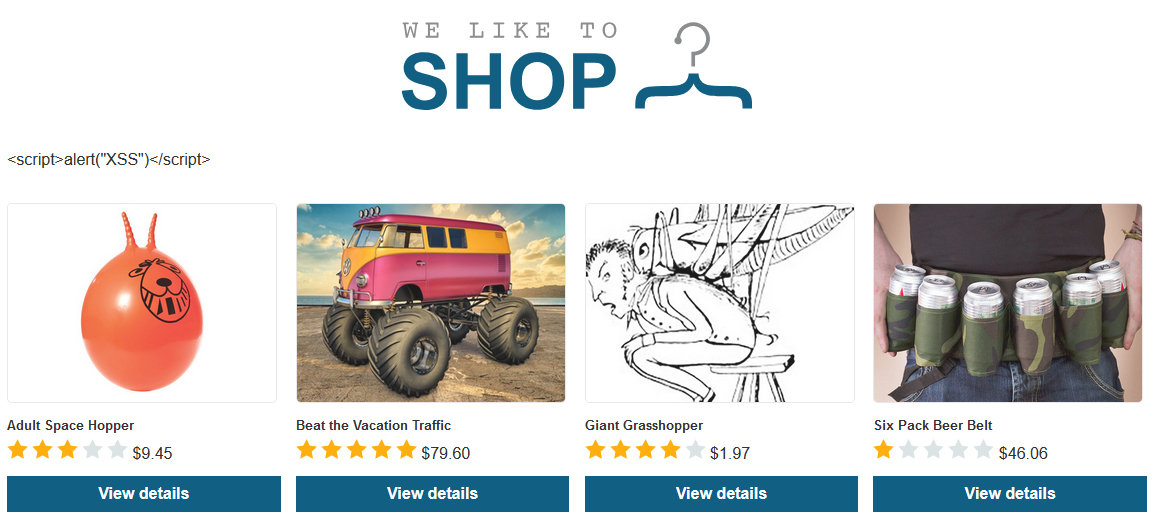 WE LIKE TO
SHOP
<script>alert("XSS")</script>
Adult Space Hopper
$9.45
View details
Beat the Vacation Traffic
$79.60
View details
Giant Grasshopper
$1.97
View details
Six Pack Beer Belt
$46.06
View details